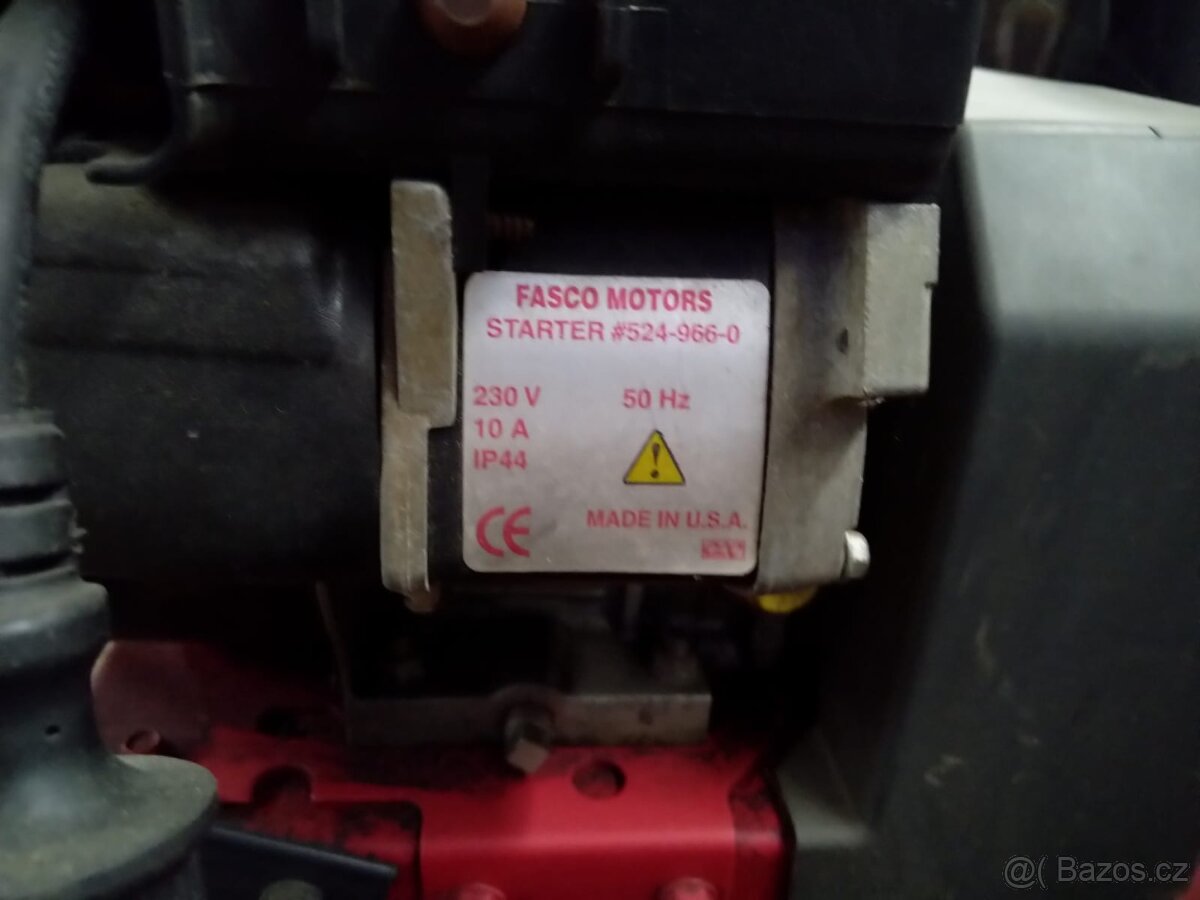 FASCO MOTORS
STARTER #524-966-0
230 V 50 Hz
10 A
IP44
CE MADE IN U.S.A.
@( Bazos.cz